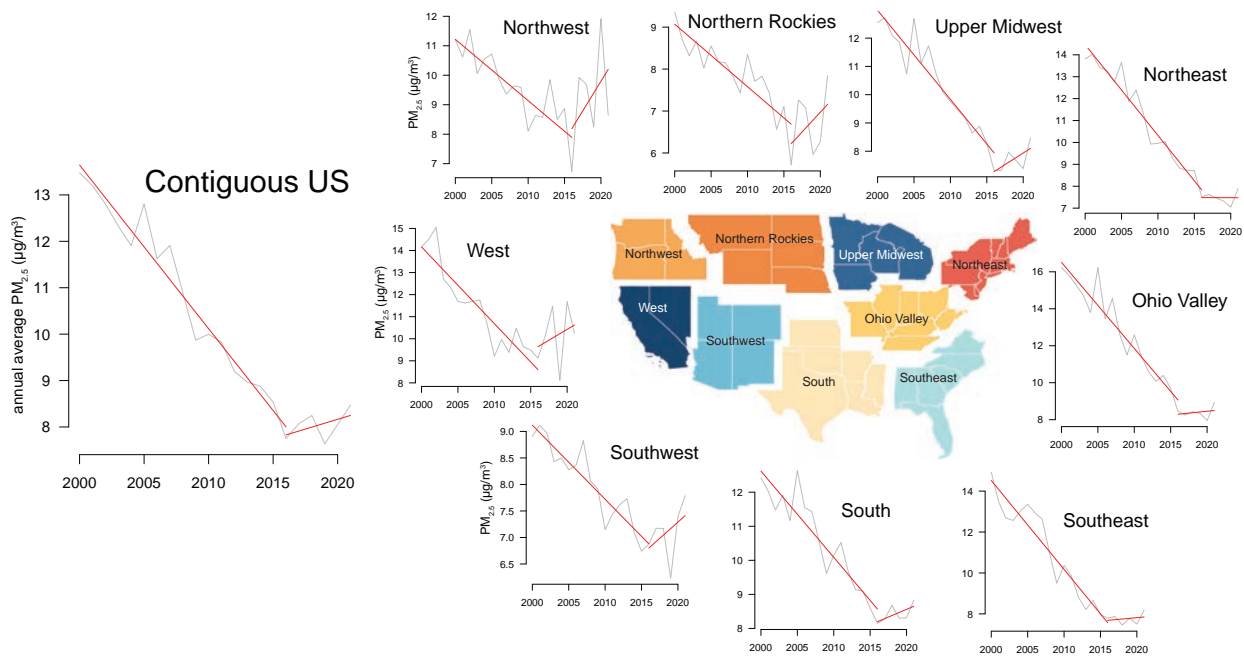 Contiguous US
annual average PM2.5 (µg/m³)
13
12
11
10
9
8
2000 2005 2010 2015 2020
Northwest
PM2.5 (µg/m³)
12
11
10
9
8
7
2000 2005 2010 2015 2020
Northern Rockies
9
8
7
6
2000 2005 2010 2015 2020
Upper Midwest
12
11
10
9
8
2000 2005 2010 2015 2020
Northeast
14
13
12
11
10
9
8
7
2000 2005 2010 2015 2020
West
PM2.5 (µg/m³)
15
14
13
12
11
10
9
8
2000 2005 2010 2015 2020
Northwest
Northern Rockies
Upper Midwest
Northeast
West
Southwest
Ohio Valley
South
Southeast
Ohio Valley
16
14
12
10
8
2000 2005 2010 2015 2020
Southwest
PM2.5 (µg/m³)
9.0
8.5
8.0
7.5
7.0
6.5
2000 2005 2010 2015 2020
South
12
11
10
9
8
2000 2005 2010 2015 2020
Southeast
14
12
10
8
2000 2005 2010 2015 2020